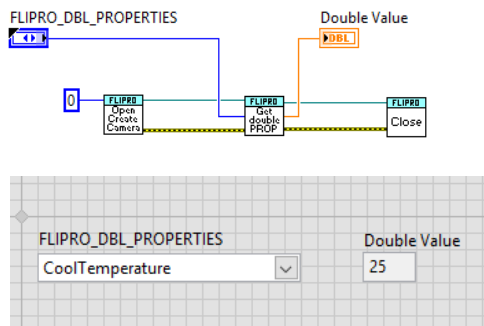 FLIPRO_DBL_PROPERTIES
Double Value
DBL
0
FLIPRO
Open
Create
Camera
FLIPRO
Get
double
PROP
FLIPRO
Close
FLIPRO_DBL_PROPERTIES
Double Value
CoolTemperature
25